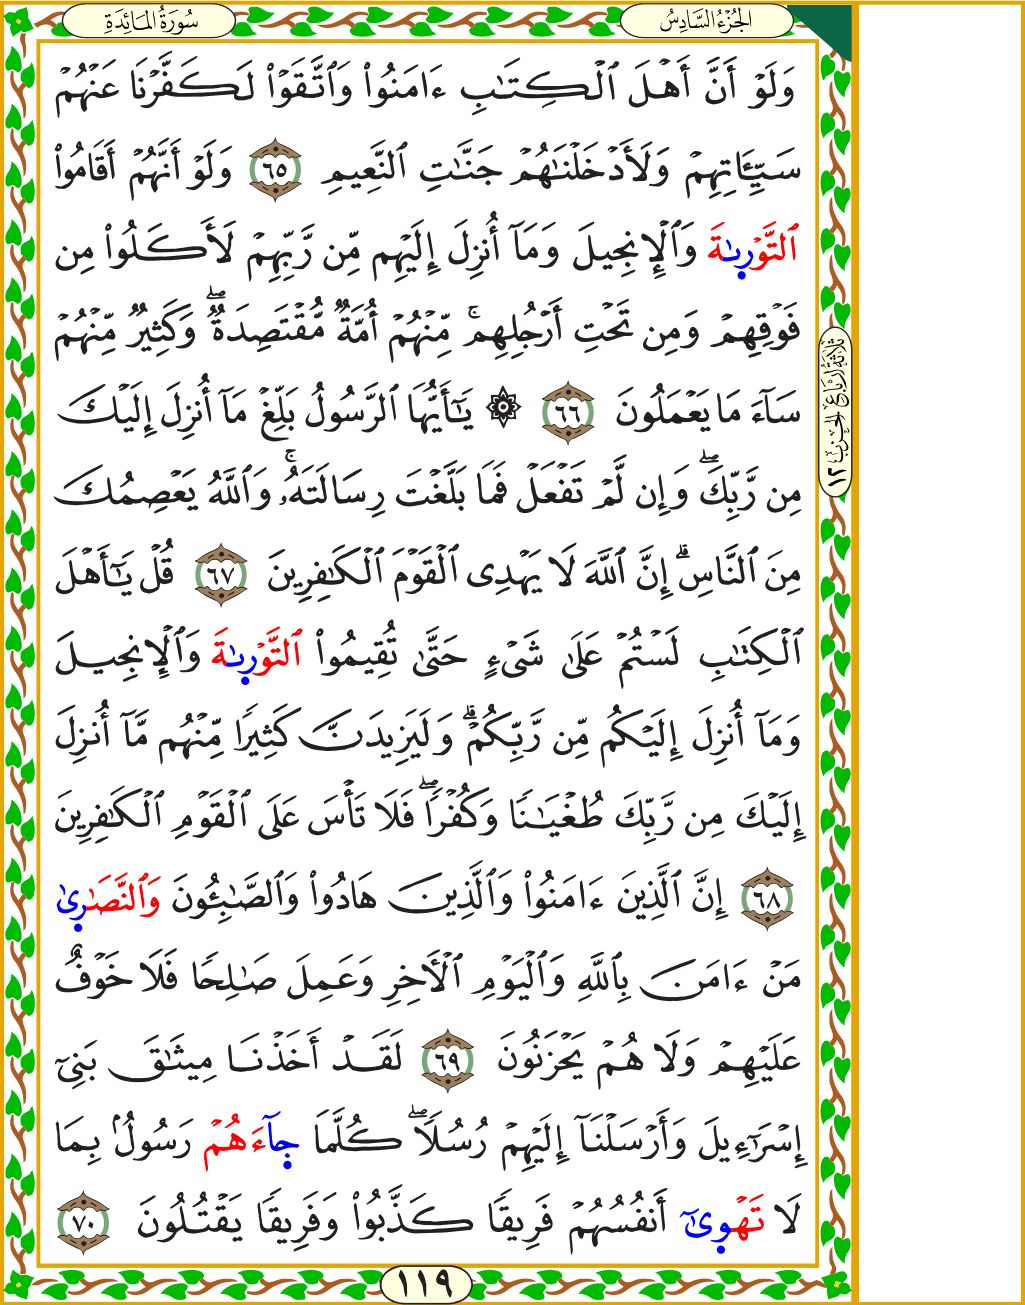 الجُزْءُ السَّادِسُ
سُورَةُ المَائِدَةِ
وَلَوْ أَنَّ أَهْلَ ٱلْكِتَٰبِ ءَامَنُوا۟ وَٱتَّقَوْا۟ لَكَفَّرْنَا عَنْهُمْ
سَيِّـَٔاتِهِمْ وَلَأَدْخَلْنَٰهُمْ جَنَّٰتِ ٱلنَّعِيمِ ٦٥ وَلَوْ أَنَّهُمْ أَقَامُوا۟
ٱلتَّوْرٜىٰةَ وَٱلْإِنجِيلَ وَمَآ أُنزِلَ إِلَيْهِم مِّن رَّبِّهِمْ لَأَكَلُوا۟ مِن
فَوْقِهِمْ وَمِن تَحْتِ أَرْجُلِهِمۚ مِّنْهُمْ أُمَّةٌ مُّقْتَصِدَةٌۖ وَكَثِيرٌ مِّنْهُمْ
سَآءَ مَا يَعْمَلُونَ ٦٦ ۞ يَٰٓأَيُّهَا ٱلرَّسُولُ بَلِّغْ مَآ أُنزِلَ إِلَيْكَ
مِن رَّبِّكَۖ وَإِن لَّمْ تَفْعَلْ فَمَا بَلَّغْتَ رِسَالَتَهُۥۚ وَٱللَّهُ يَعْصِمُكَ
مِنَ ٱلنَّاسِۗ إِنَّ ٱللَّهَ لَا يَهْدِى ٱلْقَوْمَ ٱلْكَٰفِرِينَ ٦٧ قُلْ يَٰٓأَهْلَ
ٱلْكِتَٰبِ لَسْتُمْ عَلَىٰ شَىْءٍ حَتَّىٰ تُقِيمُوا۟ ٱلتَّوْرٜىٰةَ وَٱلْإِنجِيلَ
وَمَآ أُنزِلَ إِلَيْكُم مِّن رَّبِّكُمْۗ وَلَيَزِيدَنَّ كَثِيرًا مِّنْهُم مَّآ أُنزِلَ
إِلَيْكَ مِن رَّبِّكَ طُغْيَٰنًا وَكُفْرًاۖ فَلَا تَأْسَ عَلَى ٱلْقَوْمِ ٱلْكَٰفِرِينَ
٦٨ إِنَّ ٱلَّذِينَ ءَامَنُوا۟ وَٱلَّذِينَ هَادُوا۟ وَٱلصَّٰبِـُٔونَ وَٱلنَّصَٰرٜىٰ
مَنْ ءَامَنَ بِٱللَّهِ وَٱلْيَوْمِ ٱلْأَخِرِ وَعَمِلَ صَٰلِحًا فَلَا خَوْفٌ
عَلَيْهِمْ وَلَا هُمْ يَحْزَنُونَ ٦٩ لَقَدْ أَخَذْنَا مِيثَٰقَ بَنِىٓ
إِسْرَٰٓءِيلَ وَأَرْسَلْنَآ إِلَيْهِمْ رُسُلًاۖ كُلَّمَا جٜآءَهُمْ رَسُولٌۢ بِمَا
لَا تَهْوٜىٰٓ أَنفُسُهُمْ فَرِيقًا كَذَّبُوا۟ وَفَرِيقًا يَقْتُلُونَ ٧٠
ثَلَاثَةُ أَرْبَاعِ الحِزْبِ ١٢
١١٩